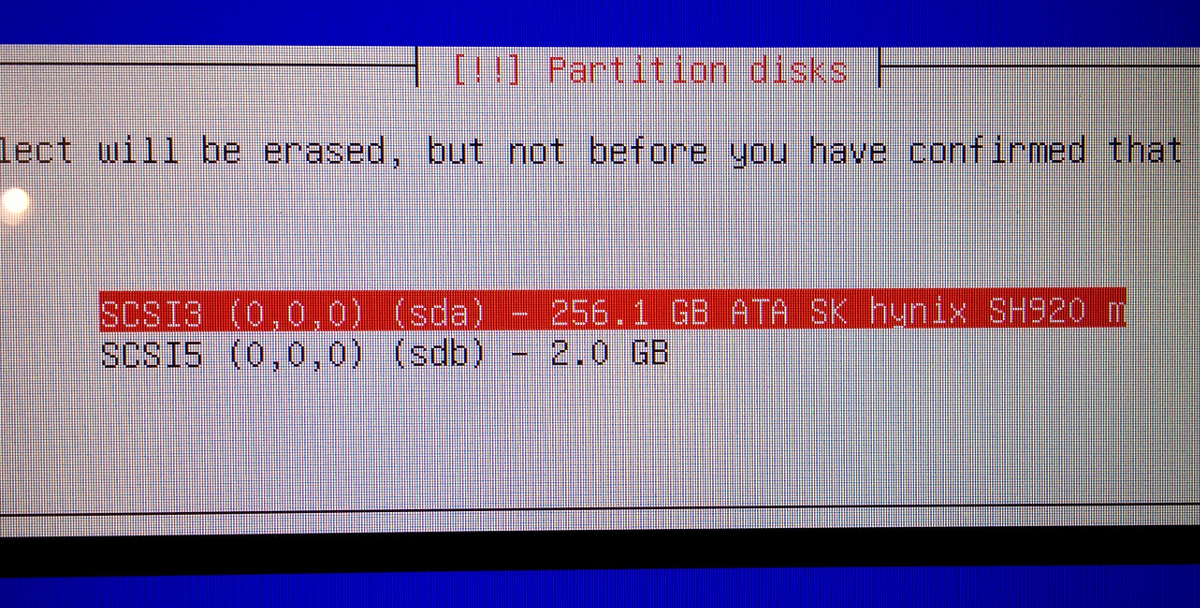 [!!] Partition disks
lect will be erased, but not before you have confirmed that
SCSI3 (0,0,0) (sda) - 256.1 GB ATA SK hynix SH920 m
SCSI5 (0,0,0) (sdb) - 2.0 GB